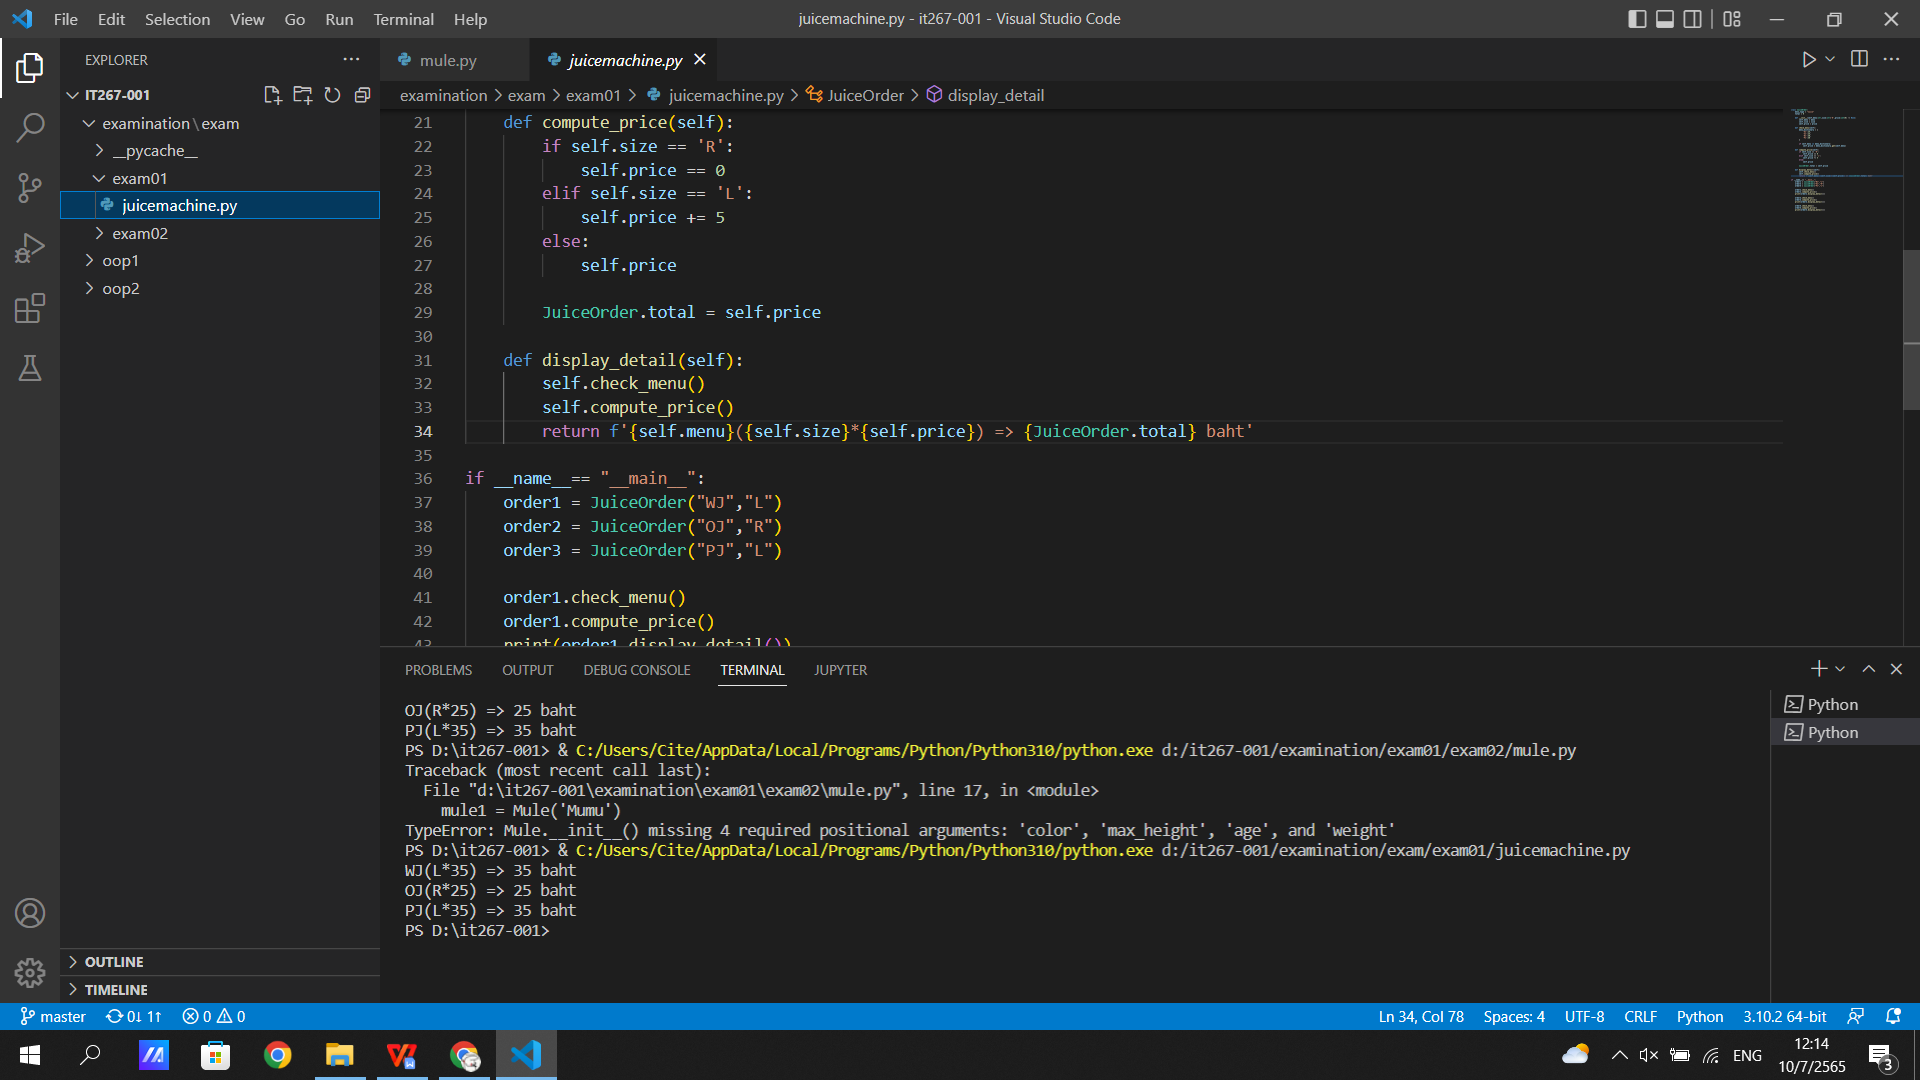 File Edit Selection View Go Run Terminal Help
juicemachine.py - it267-001 - Visual Studio Code
EXPLORER
IT267-001
examination\exam
__pycache__
exam01
juicemachine.py
exam02
oop1
oop2
OUTLINE
TIMELINE
mule.py
juicemachine.py
examination > exam > exam01 > juicemachine.py > JuiceOrder > display_detail
21 def compute_price(self):
22 if self.size == 'R':
23 self.price == 0
24 elif self.size == 'L':
25 self.price += 5
26 else:
27 self.price
28
29 JuiceOrder.total = self.price
30
31 def display_detail(self):
32 self.check_menu()
33 self.compute_price()
34 return f'{self.menu}({self.size}*{self.price}) => {JuiceOrder.total} baht'
35
36 if __name__== "__main__":
37 order1 = JuiceOrder("WJ","L")
38 order2 = JuiceOrder("OJ","R")
39 order3 = JuiceOrder("PJ","L")
40
41 order1.check_menu()
42 order1.compute_price()
43 print(order1.display_detail())
PROBLEMS OUTPUT DEBUG CONSOLE TERMINAL JUPYTER
OJ(R*25) => 25 baht
PJ(L*35) => 35 baht
PS D:\it267-001> & C:/Users/Cite/AppData/Local/Programs/Python/Python310/python.exe d:/it267-001/examination/exam01/exam02/mule.py
Traceback (most recent call last):
File "d:\it267-001\examination\exam01\exam02\mule.py", line 17, in <module>
mule1 = Mule('Mumu')
TypeError: Mule.__init__() missing 4 required positional arguments: 'color', 'max_height', 'age', and 'weight'
PS D:\it267-001> & C:/Users/Cite/AppData/Local/Programs/Python/Python310/python.exe d:/it267-001/examination/exam/exam01/juicemachine.py
WJ(L*35) => 35 baht
OJ(R*25) => 25 baht
PJ(L*35) => 35 baht
PS D:\it267-001>
Python
Python
master 0↓ 1↑ 0 0
Ln 34, Col 78 Spaces: 4 UTF-8 CRLF Python 3.10.2 64-bit
ENG
12:14
10/7/2565
3